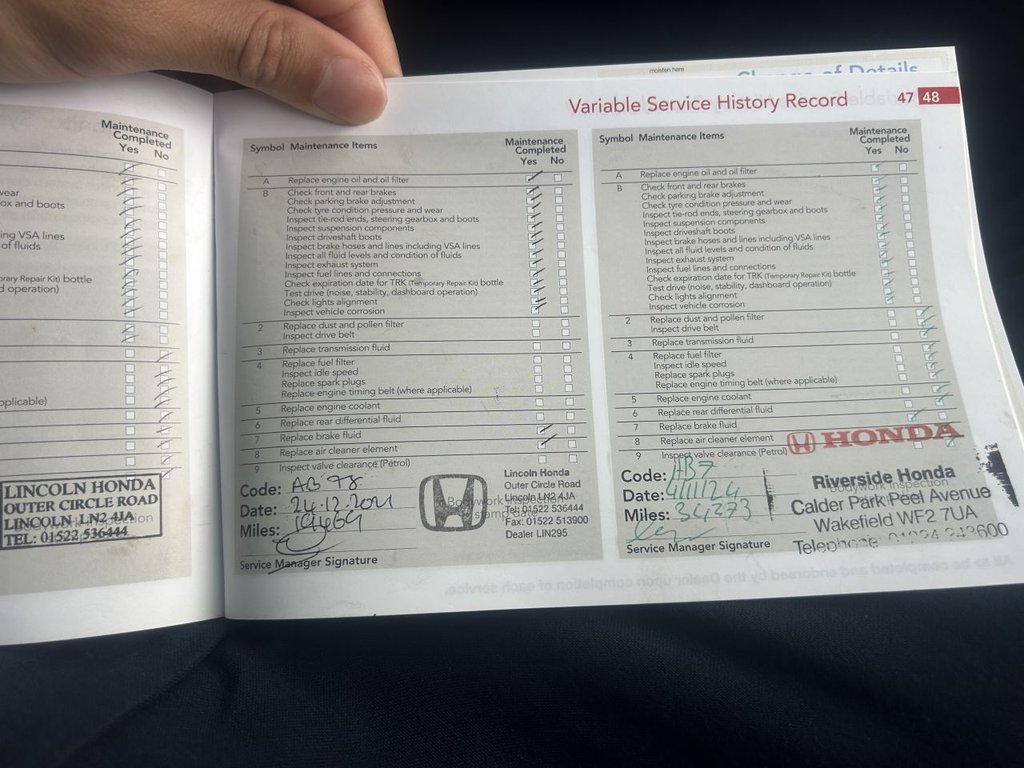 moisten here
Change of Details
Variable Service History Record 47 48
Maintenance
Completed
Yes No
wear
ox and boots
ing VSA lines
of fluids
orary Repair Kit) bottle
d operation)
plicable)
LINCOLN HONDA
OUTER CIRCLE ROAD
LINCOLN LN2 4JA
TEL: 01522 536444
Symbol Maintenance Items Maintenance
Completed
Yes No
A Replace engine oil and oil filter
B Check front and rear brakes
Check parking brake adjustment
Check tyre condition pressure and wear
Inspect tie-rod ends, steering gearbox and boots
Inspect suspension components
Inspect driveshaft boots
Inspect brake hoses and lines including VSA lines
Inspect all fluid levels and condition of fluids
Inspect exhaust system
Inspect fuel lines and connections
Check expiration date for TRK (Temporary Repair Kit) bottle
Test drive (noise, stability, dashboard operation)
Check lights alignment
Inspect vehicle corrosion
2 Replace dust and pollen filter
Inspect drive belt
3 Replace transmission fluid
4 Replace fuel filter
Inspect idle speed
Replace spark plugs
Replace engine timing belt (where applicable)
5 Replace engine coolant
6 Replace rear differential fluid
7 Replace brake fluid
8 Replace air cleaner element
9 Inspect valve clearance (Petrol)
Code: AB 78
Date: 24.12.2021
Miles:
Service Manager Signature
Bodywork Inspection
stamp date
Lincoln Honda
Outer Circle Road
Lincoln LN2 4JA
Tel: 01522 536444
Fax: 01522 513900
Dealer LIN295
Symbol Maintenance Items Maintenance
Completed
Yes No
A Replace engine oil and oil filter
B Check front and rear brakes
Check parking brake adjustment
Check tyre condition pressure and wear
Inspect tie-rod ends, steering gearbox and boots
Inspect suspension components
Inspect driveshaft boots
Inspect brake hoses and lines including VSA lines
Inspect all fluid levels and condition of fluids
Inspect exhaust system
Inspect fuel lines and connections
Check expiration date for TRK (Temporary Repair Kit) bottle
Test drive (noise, stability, dashboard operation)
Check lights alignment
Inspect vehicle corrosion
2 Replace dust and pollen filter
Inspect drive belt
3 Replace transmission fluid
4 Replace fuel filter
Inspect idle speed
Replace spark plugs
Replace engine timing belt (where applicable)
5 Replace engine coolant
6 Replace rear differential fluid
7 Replace brake fluid
8 Replace air cleaner element
9 Inspect valve clearance (Petrol)
HONDA
Code: AB7
Date: 4/11/24
Miles: 34273
Service Manager Signature
Riverside Honda
Bodywork Inspection
Calder Park Peel Avenue
Wakefield WF2 7UA
Telephone